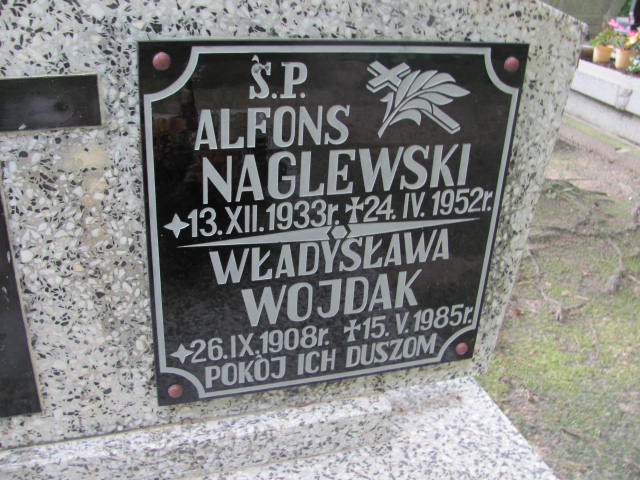 Ś.P.
ALFONS
NAGLEWSKI
13.XII.1933r. 24.IV.1952r.
WŁADYSŁAWA
WOJDAK
26.IX.1908r. 15.V.1985r.
POKÓJ ICH DUSZOM